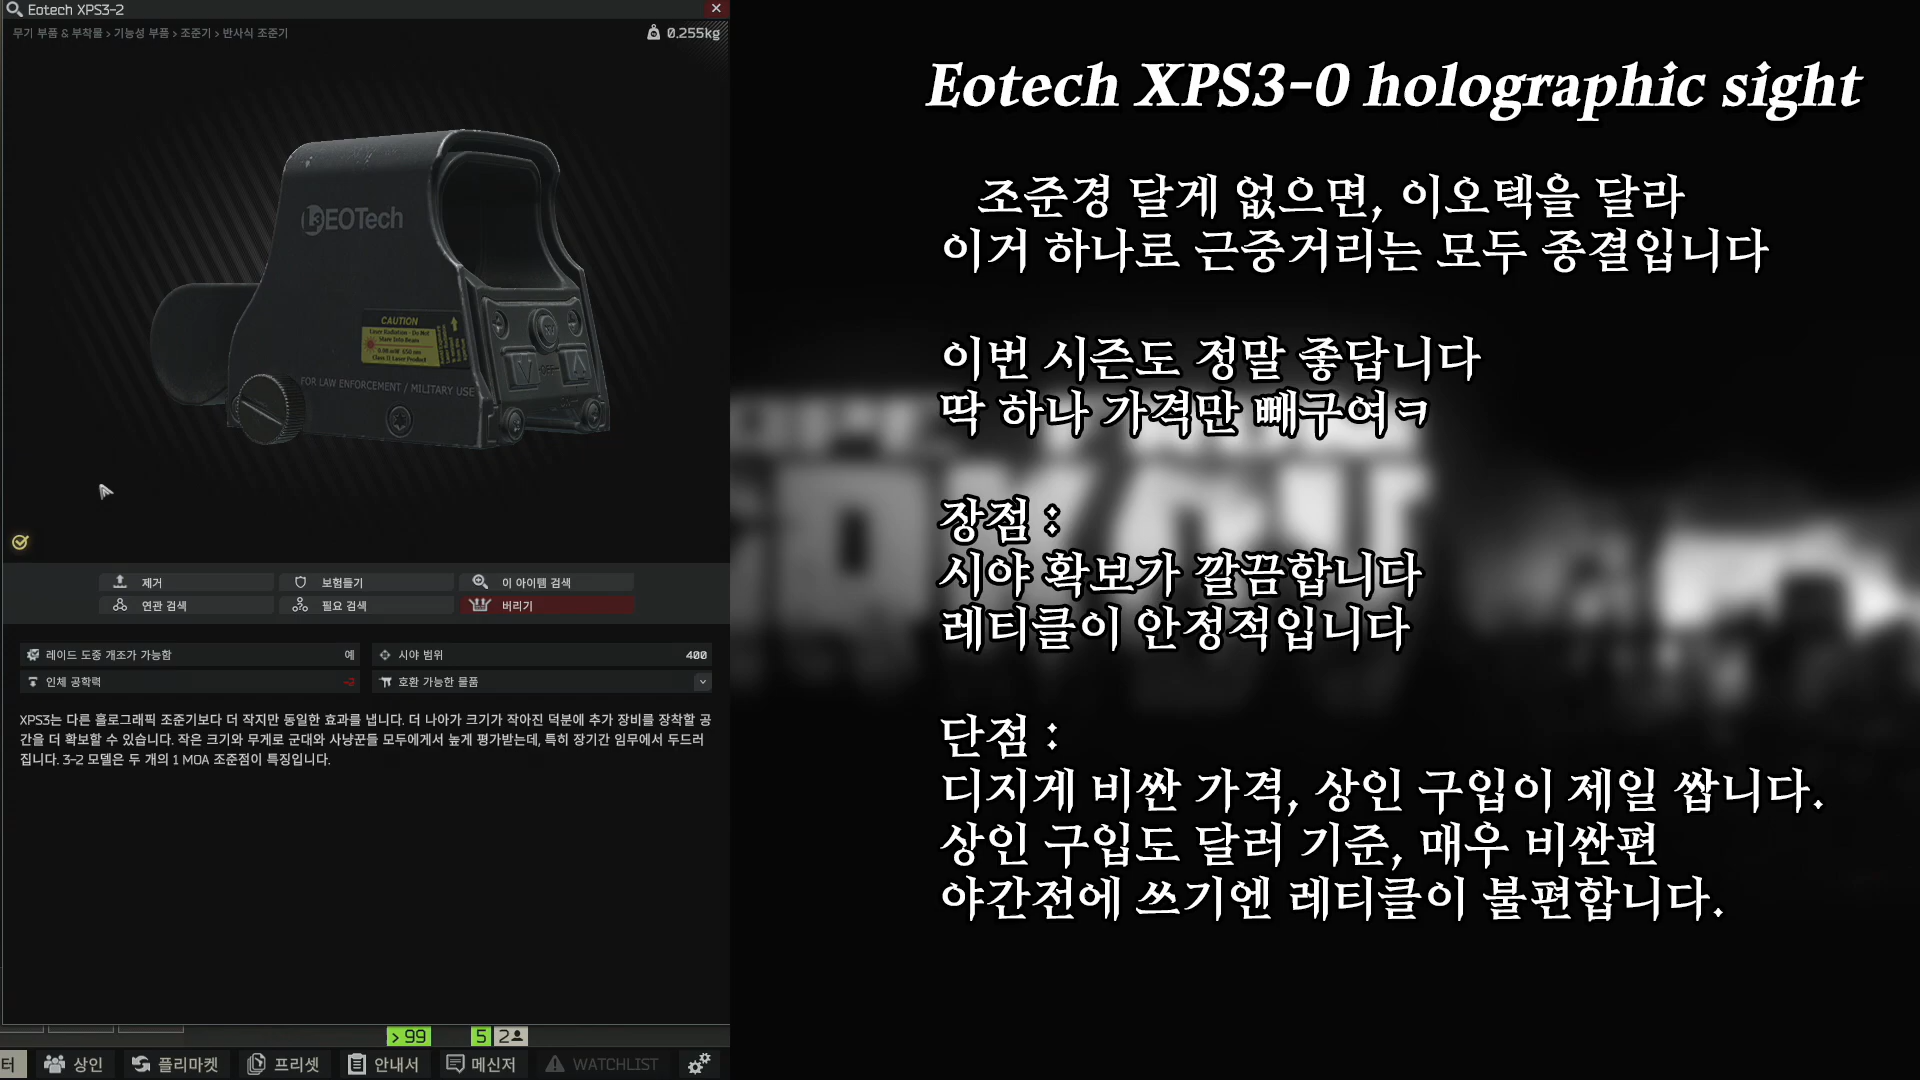 Eotech XPS3-2
무기 부품 & 부착물 > 기능성 부품 > 조준기 > 반사식 조준기
0.255kg
L3 EOTech
CAUTION
Laser Radiation - Do Not
Stare Into Beam
Class II Laser Product
FOR LAW ENFORCEMENT / MILITARY USE
제거
보험들기
이 아이템 검색
연관 검색
필요 검색
버리기
레이드 도중 개조가 가능함 예
시야 범위 400
인체 공학력 -2
호환 가능한 물품
XPS3는 다른 홀로그래픽 조준기보다 더 작지만 동일한 효과를 냅니다. 더 나아가 크기가 작아진 덕분에 추가 장비를 장착할 공
간을 더 확보할 수 있습니다. 작은 크기와 무게로 군대와 사냥꾼들 모두에게서 높게 평가받는데, 특히 장기간 임무에서 두드러
집니다. 3-2 모델은 두 개의 1 MOA 조준점이 특징입니다.
> 99
5 2
터 상인 플리마켓 프리셋 안내서 메신저 WATCHLIST
Eotech XPS3-0 holographic sight
조준경 달게 없으면, 이오텍을 달라
이거 하나로 근중거리는 모두 종결입니다
이번 시즌도 정말 좋답니다
딱 하나 가격만 빼구여ㅋ
장점 :
시야 확보가 깔끔합니다
레티클이 안정적입니다
단점 :
디지게 비싼 가격, 상인 구입이 제일 쌉니다.
상인 구입도 달러 기준, 매우 비싼편
야간전에 쓰기엔 레티클이 불편합니다.